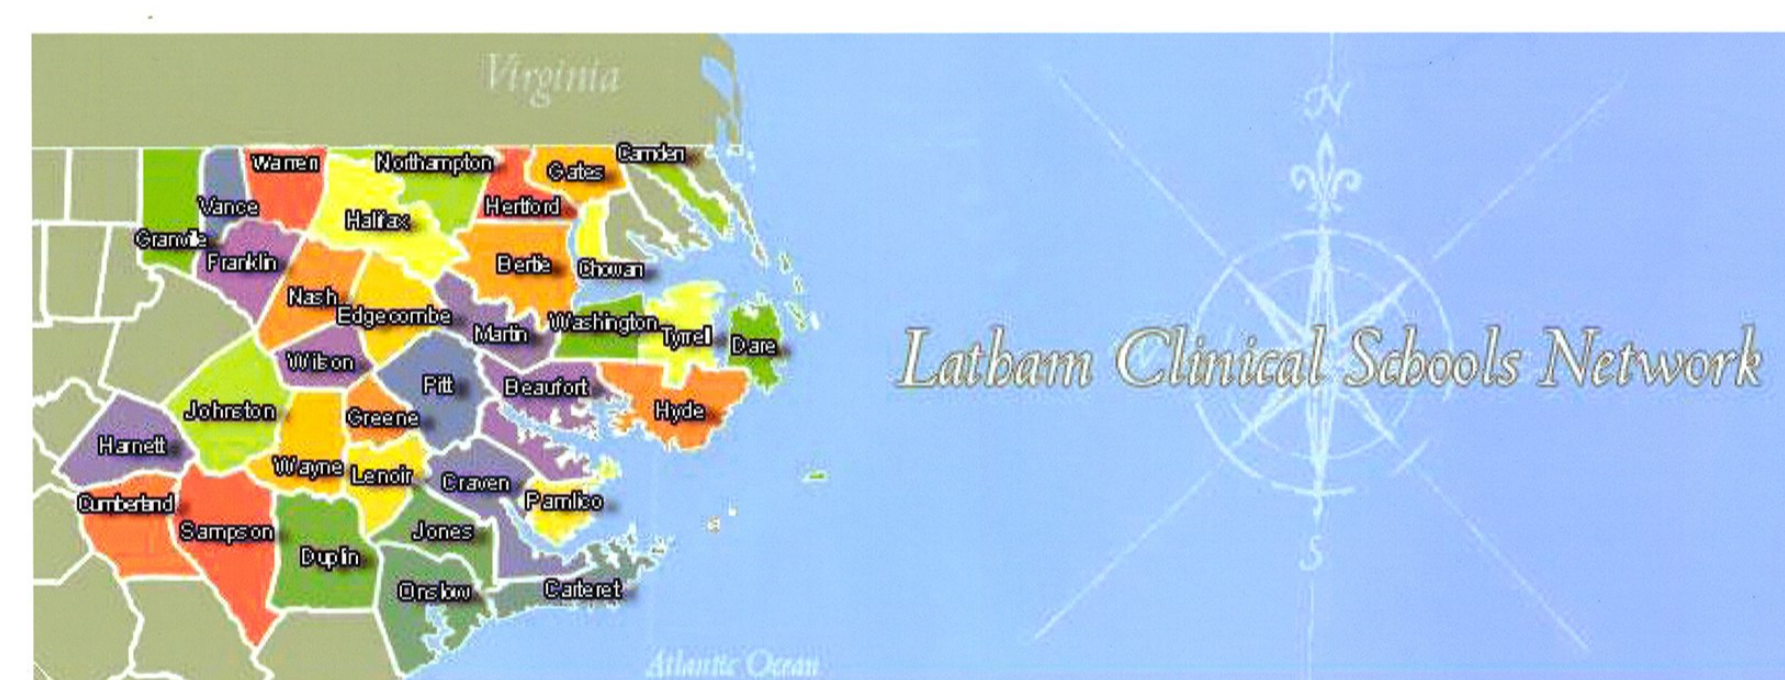 Virginia
Camden
Warren
Northampton
Gates
Vance
Halifax
Hertford
Granville
Franklin
Bertie
Chowan
Nash
Edgecombe
Martin
Washington
Tyrrell
Dare
Wilson
Pitt
Beaufort
Johnston
Greene
Hyde
Harnett
Wayne
Lenoir
Craven
Pamlico
Cumberland
Sampson
Jones
Duplin
Onslow
Carteret
Atlantic Ocean
N
Latham Clinical Schools Network
S